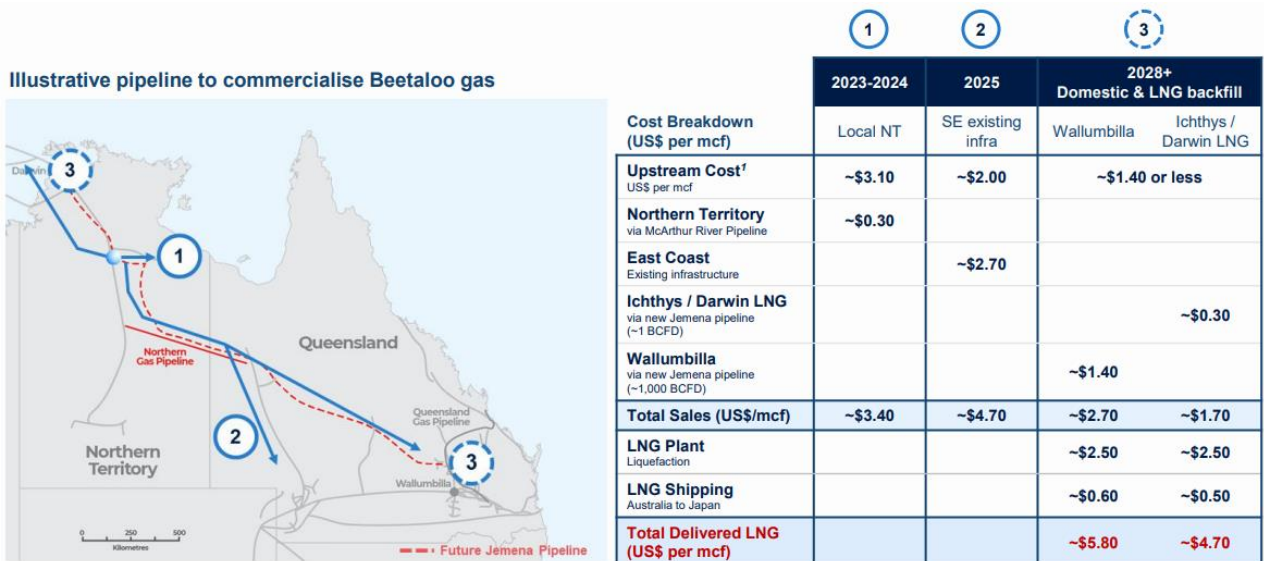 Illustrative pipeline to commercialise Beetaloo gas
Darwin
3
1
Queensland
Northern
Gas Pipeline
Queensland
Gas Pipeline
2
Northern
Territory
Wallumbilla
3
0 250 500
Kilometres
Future Jemena Pipeline
1 2 3
2023-2024 2025 2028+
Domestic & LNG backfill
Cost Breakdown
(US$ per mcf)
Local NT SE existing
infra
Wallumbilla Ichthys /
Darwin LNG
Upstream Cost¹ ~$3.10 ~$2.00 ~$1.40 or less
US$ per mcf
Northern Territory ~$0.30
via McArthur River Pipeline
East Coast ~$2.70
Existing infrastructure
Ichthys / Darwin LNG
via new Jemena pipeline ~$0.30
(~1 BCFD)
Wallumbilla
via new Jemena pipeline ~$1.40
(~1,000 BCFD)
Total Sales (US$/mcf) ~$3.40 ~$4.70 ~$2.70 ~$1.70
LNG Plant ~$2.50 ~$2.50
Liquefaction
LNG Shipping ~$0.60 ~$0.50
Australia to Japan
Total Delivered LNG
(US$ per mcf) ~$5.80 ~$4.70